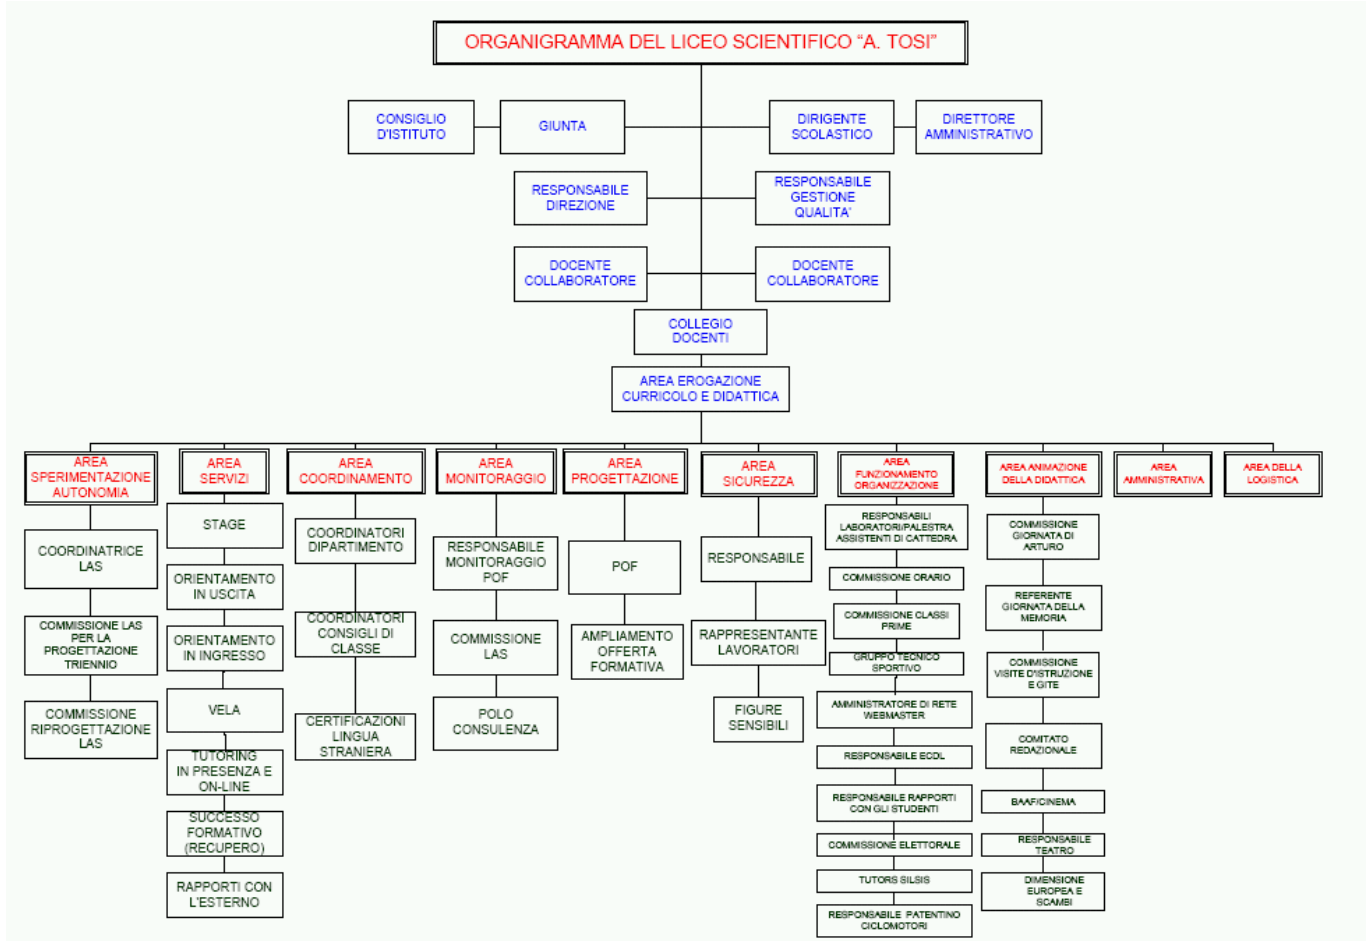 ORGANIGRAMMA DEL LICEO SCIENTIFICO “A. TOSI”
CONSIGLIO
D'ISTITUTO
GIUNTA
DIRIGENTE
SCOLASTICO
DIRETTORE
AMMINISTRATIVO
RESPONSABILE
DIREZIONE
RESPONSABILE
GESTIONE
QUALITA'
DOCENTE
COLLABORATORE
DOCENTE
COLLABORATORE
COLLEGIO
DOCENTI
AREA EROGAZIONE
CURRICOLO E DIDATTICA
AREA
SPERIMENTAZIONE
AUTONOMIA
COORDINATRICE
LAS
COMMISSIONE LAS
PER LA
PROGETTAZIONE
TRIENNIO
COMMISSIONE
RIPROGETTAZIONE
LAS
AREA
SERVIZI
STAGE
ORIENTAMENTO
IN USCITA
ORIENTAMENTO
IN INGRESSO
VELA
TUTORING
IN PRESENZA E
ON-LINE
SUCCESSO
FORMATIVO
(RECUPERO)
RAPPORTI CON
L'ESTERNO
AREA
COORDINAMENTO
COORDINATORI
DIPARTIMENTO
COORDINATORI
CONSIGLI DI
CLASSE
CERTIFICAZIONI
LINGUA
STRANIERA
AREA
MONITORAGGIO
RESPONSABILE
MONITORAGGIO
POF
COMMISSIONE
LAS
POLO
CONSULENZA
AREA
PROGETTAZIONE
POF
AMPLIAMENTO
OFFERTA
FORMATIVA
AREA
SICUREZZA
RESPONSABILE
RAPPRESENTANTE
LAVORATORI
FIGURE
SENSIBILI
AREA
FUNZIONAMENTO
ORGANIZZAZIONE
RESPONSABILI
LABORATORI/PALESTRA
ASSISTENTI DI CATTEDRA
COMMISSIONE ORARIO
COMMISSIONE CLASSI
PRIME
GRUPPO TECNICO
SPORTIVO
AMMINISTRATORE DI RETE
WEBMASTER
RESPONSABILE ECDL
RESPONSABILE RAPPORTI
CON GLI STUDENTI
COMMISSIONE ELETTORALE
TUTORS SILSIS
RESPONSABILE PATENTINO
CICLOMOTORI
AREA ANIMAZIONE
DELLA DIDATTICA
COMMISSIONE
GIORNATA DI
ARTURO
REFERENTE
GIORNATA DELLA
MEMORIA
COMMISSIONE
VISITE D'ISTRUZIONE
E GITE
COMITATO
REDAZIONALE
BAAF/CINEMA
RESPONSABILE
TEATRO
DIMENSIONE
EUROPEA E
SCAMBI
AREA
AMMINISTRATIVA
AREA DELLA
LOGISTICA